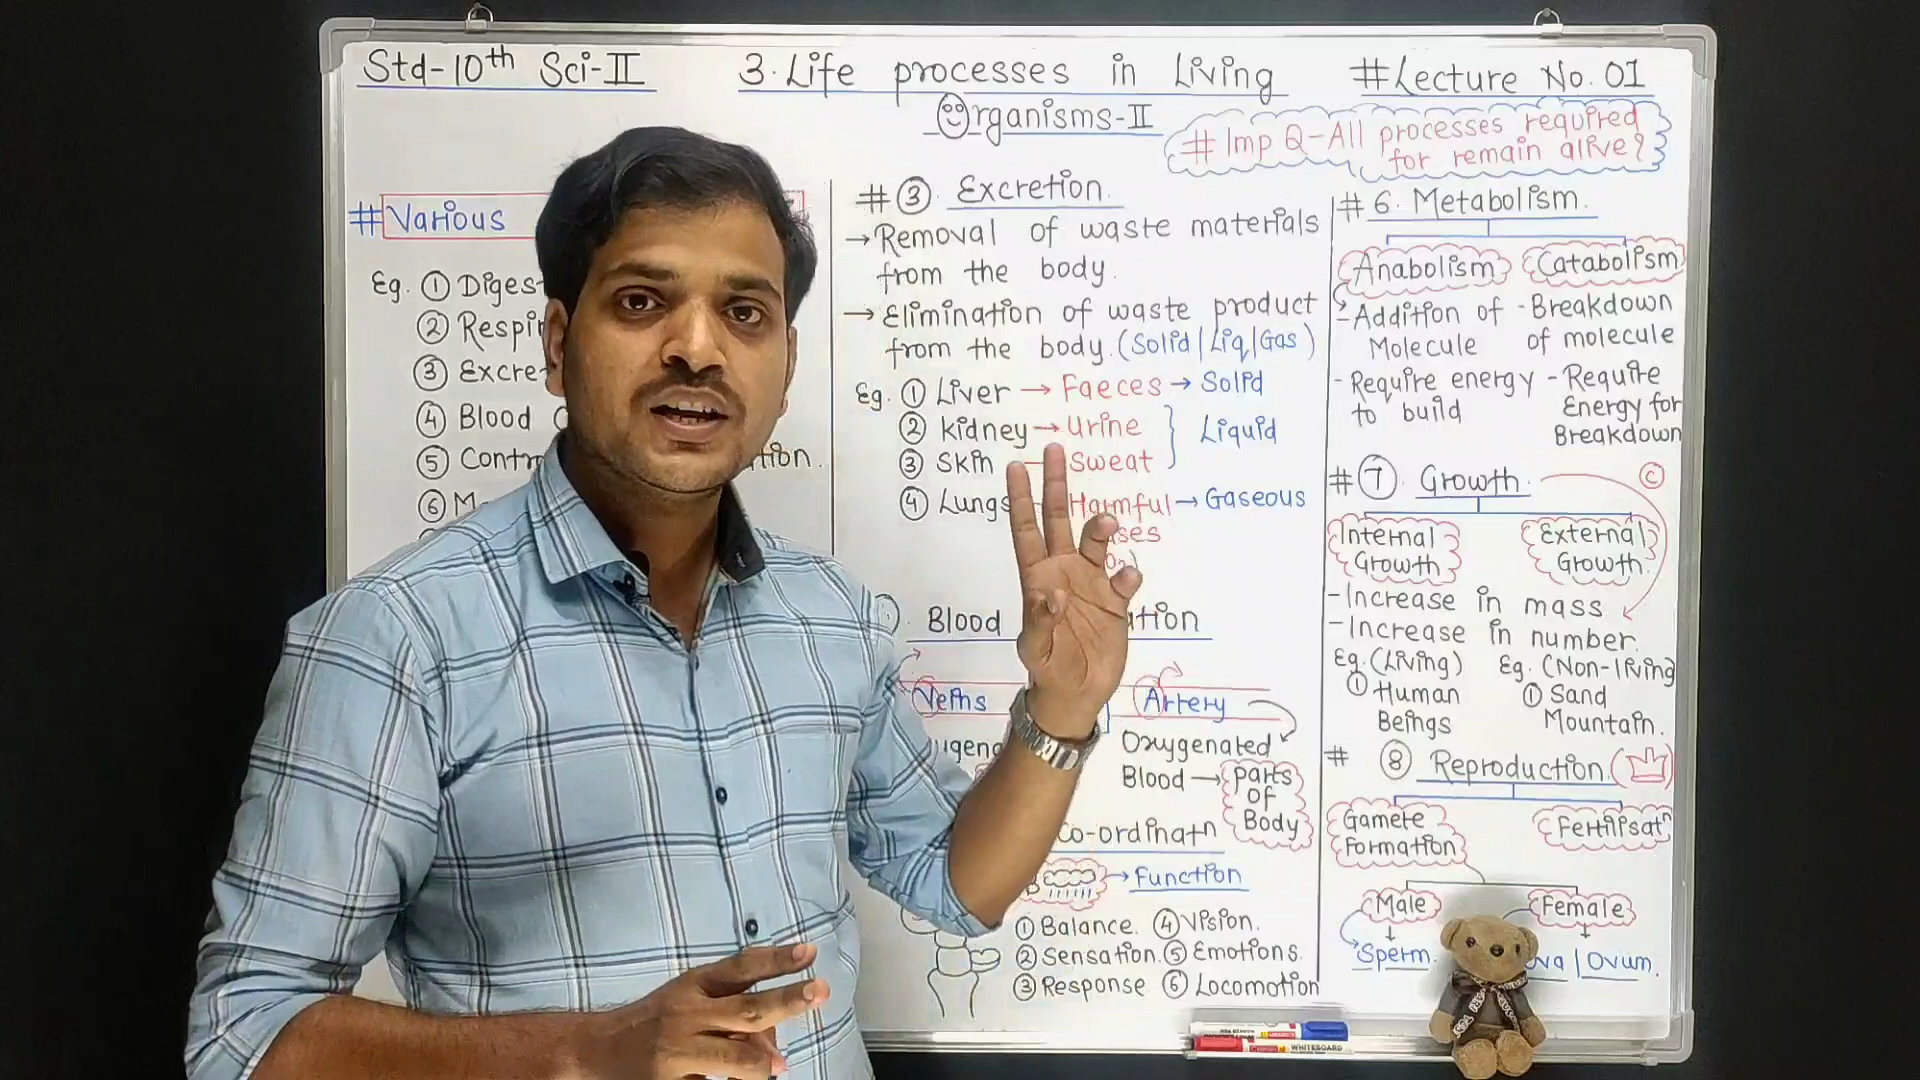 Std-10th Sci-II
3. Life processes in Living
Organisms-II
#Lecture No. 01
# Imp Q-All processes required
for remain alive?
# Various
Eg. ① Digest
② Respi
③ Excre
④ Blood
⑤ Contro
tion.
⑥ M
# ③ Excretion.
→ Removal of waste materials
from the body.
→ Elimination of waste product
from the body. (Solid | Liq | Gas)
Eg. ① Liver → Faeces → Solid
② Kidney → Urine
③ Skin → Sweat
Liquid
④ Lungs Harmful → Gaseous
ases
Blood ation
Veins
Artery
Oxygenated
Blood → Parts
of
Body
Co-ordinatn
→ Function
① Balance. ④ Vision.
② Sensation. ⑤ Emotions.
③ Response ⑥ Locomotion
# 6. Metabolism.
Anabolism
- Addition of
Molecule
- Require energy
to build
Catabolism
- Breakdown
of molecule
- Require
Energy for
Breakdown
# ⑦ Growth.
©
Internal
Growth
External
Growth
- Increase in mass
- Increase in number.
Eg. (Living)
① Human
Beings
Eg. (Non-living)
① Sand
Mountain.
# ⑧ Reproduction.
Gamete
Formation
Fertilisatn
Male
Sperm.
Female
ova | Ovum.
WHITEBOARD